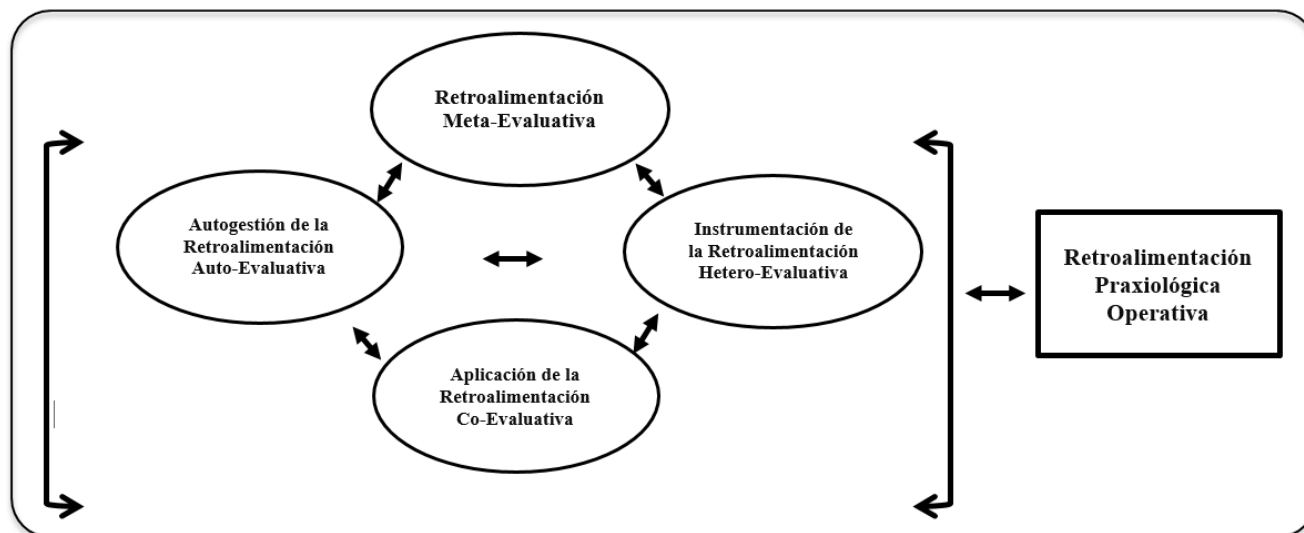 Retroalimentación
Meta-Evaluativa
Autogestión de la
Retroalimentación
Auto-Evaluativa
Instrumentación de
la Retroalimentación
Hetero-Evaluativa
Aplicación de la
Retroalimentación
Co-Evaluativa
Retroalimentación
Praxiológica
Operativa